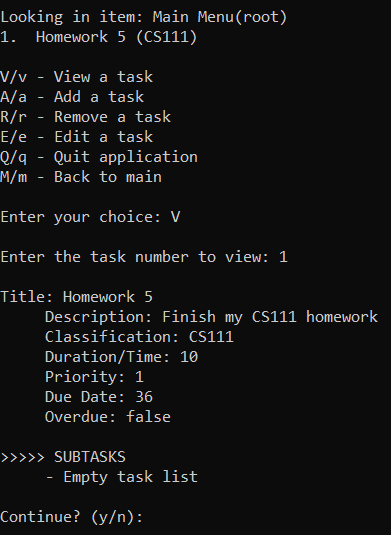 Looking in item: Main Menu(root)
1.  Homework 5 (CS111)
V/v - View a task
A/a - Add a task
R/r - Remove a task
E/e - Edit a task
Q/q - Quit application
M/m - Back to main
Enter your choice: V
Enter the task number to view: 1
Title: Homework 5
Description: Finish my CS111 homework
Classification: CS111
Duration/Time: 10
Priority: 1
Due Date: 36
Overdue: false
>>>>> SUBTASKS
- Empty task list
Continue? (y/n):